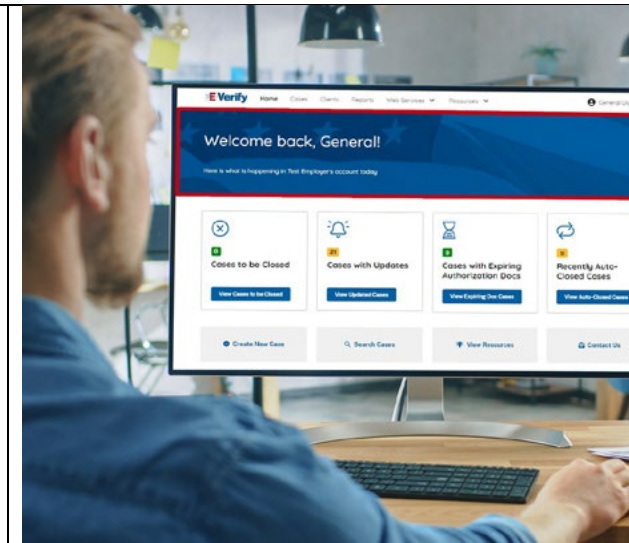 E Verify Home Cases Clients Reports Web Services Resources General Us
Welcome back, General!
Here is what is happening in Test Employer's account today
0
Cases to be Closed
View Cases to be Closed
21
Cases with Updates
View Updated Cases
Cases with Expiring
Authorization Docs
View Expiring Doc Cases
Recently Auto-
Closed Cases
View Auto-Closed Cases
Create New Case
Search Cases
View Resources
Contact Us